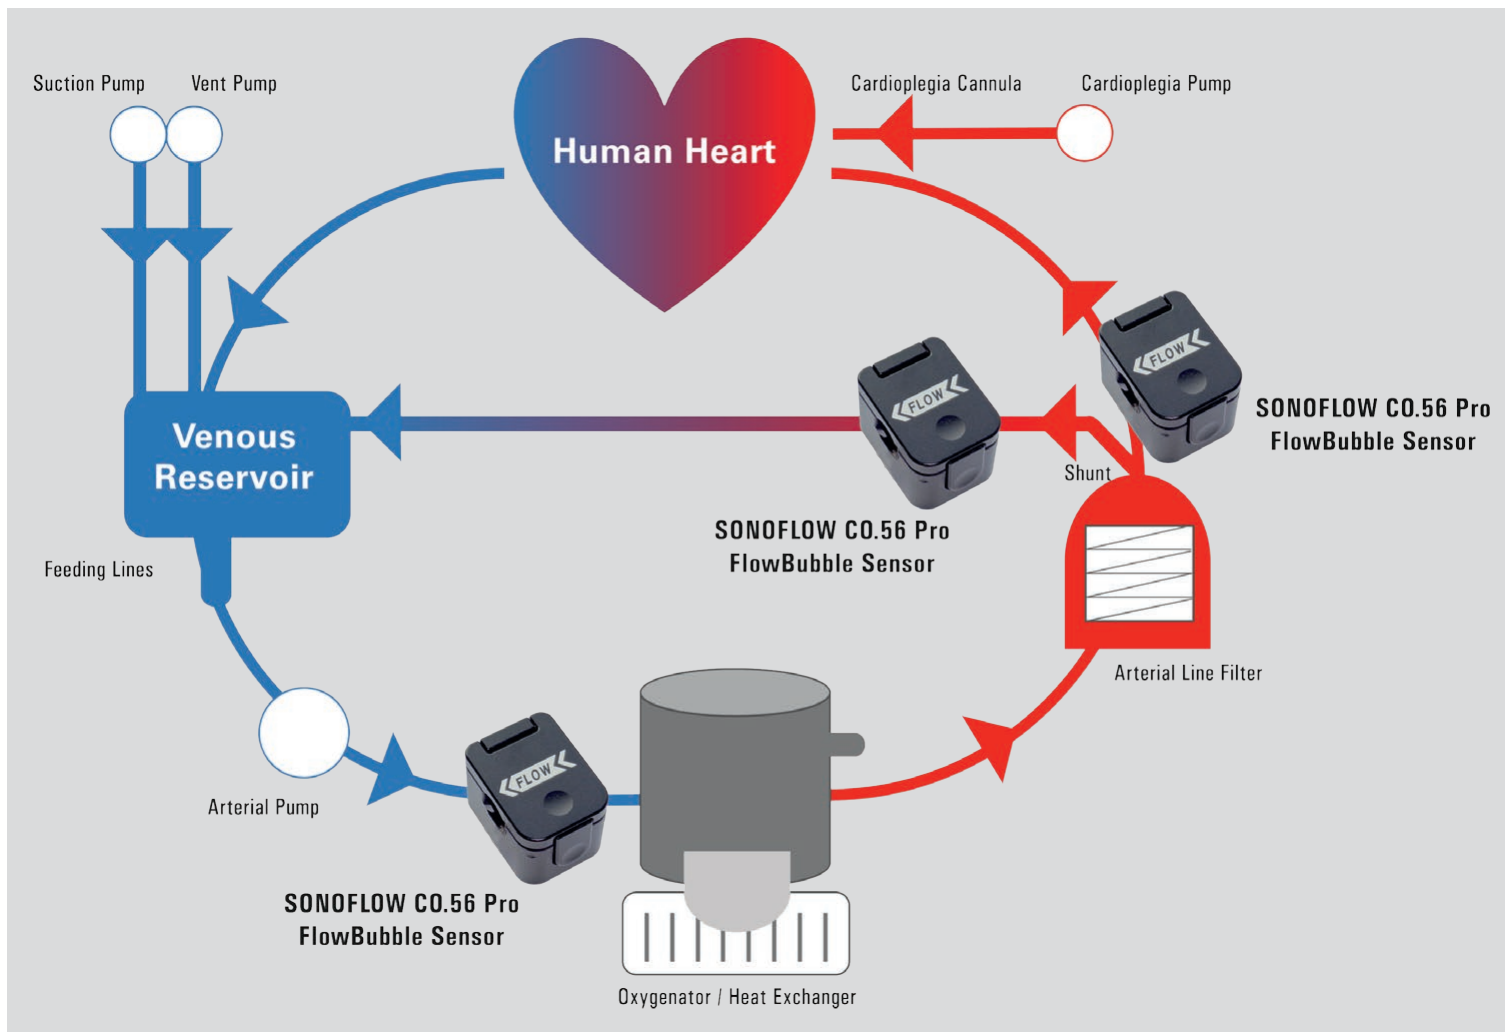 Suction Pump
Vent Pump
Cardioplegia Cannula
Cardioplegia Pump
Human Heart
FLOW
SONOFLOW CO.56 Pro
FlowBubble Sensor
FLOW
Shunt
SONOFLOW CO.56 Pro
FlowBubble Sensor
Venous
Reservoir
Feeding Lines
Arterial Line Filter
Arterial Pump
FLOW
SONOFLOW CO.56 Pro
FlowBubble Sensor
Oxygenator / Heat Exchanger